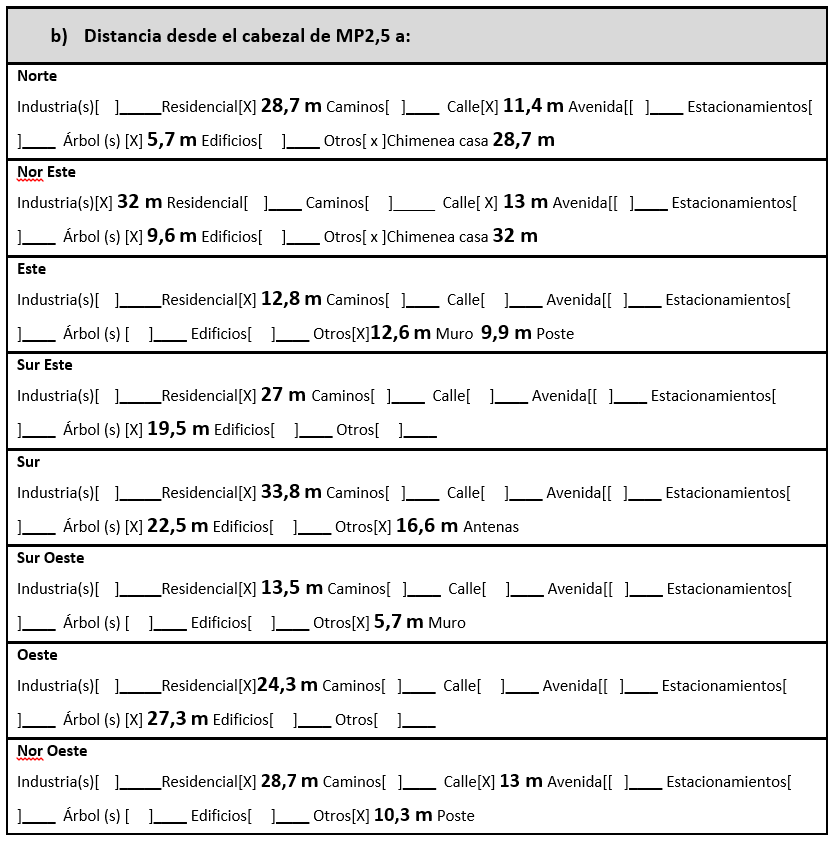 b) Distancia desde el cabezal de MP2,5 a:
Norte
Industria(s)[ ]_____Residencial[X] 28,7 m Caminos[ ]____ Calle[X] 11,4 m Avenida[[ ]____ Estacionamientos[
]____ Árbol (s) [X] 5,7 m Edificios[ ]____ Otros[ x ]Chimenea casa 28,7 m
Nor Este
Industria(s)[X] 32 m Residencial[ ]____ Caminos[ ]_____ Calle[ X] 13 m Avenida[[ ]____ Estacionamientos[
]____ Árbol (s) [X] 9,6 m Edificios[ ]____ Otros[ x ]Chimenea casa 32 m
Este
Industria(s)[ ]_____Residencial[X] 12,8 m Caminos[ ]____ Calle[ ]____ Avenida[[ ]____ Estacionamientos[
]____ Árbol (s) [ ]____ Edificios[ ]____ Otros[X]12,6 m Muro 9,9 m Poste
Sur Este
Industria(s)[ ]_____Residencial[X] 27 m Caminos[ ]____ Calle[ ]____ Avenida[[ ]____ Estacionamientos[
]____ Árbol (s) [X] 19,5 m Edificios[ ]____ Otros[ ]____
Sur
Industria(s)[ ]_____Residencial[X] 33,8 m Caminos[ ]____ Calle[ ]____ Avenida[[ ]____ Estacionamientos[
]____ Árbol (s) [X] 22,5 m Edificios[ ]____ Otros[X] 16,6 m Antenas
Sur Oeste
Industria(s)[ ]_____Residencial[X] 13,5 m Caminos[ ]____ Calle[ ]____ Avenida[[ ]____ Estacionamientos[
]____ Árbol (s) [ ]____ Edificios[ ]____ Otros[X] 5,7 m Muro
Oeste
Industria(s)[ ]_____Residencial[X]24,3 m Caminos[ ]____ Calle[ ]____ Avenida[[ ]____ Estacionamientos[
]____ Árbol (s) [X] 27,3 m Edificios[ ]____ Otros[ ]____
Nor Oeste
Industria(s)[ ]_____Residencial[X] 28,7 m Caminos[ ]____ Calle[X] 13 m Avenida[[ ]____ Estacionamientos[
]____ Árbol (s) [ ]____ Edificios[ ]____ Otros[X] 10,3 m Poste